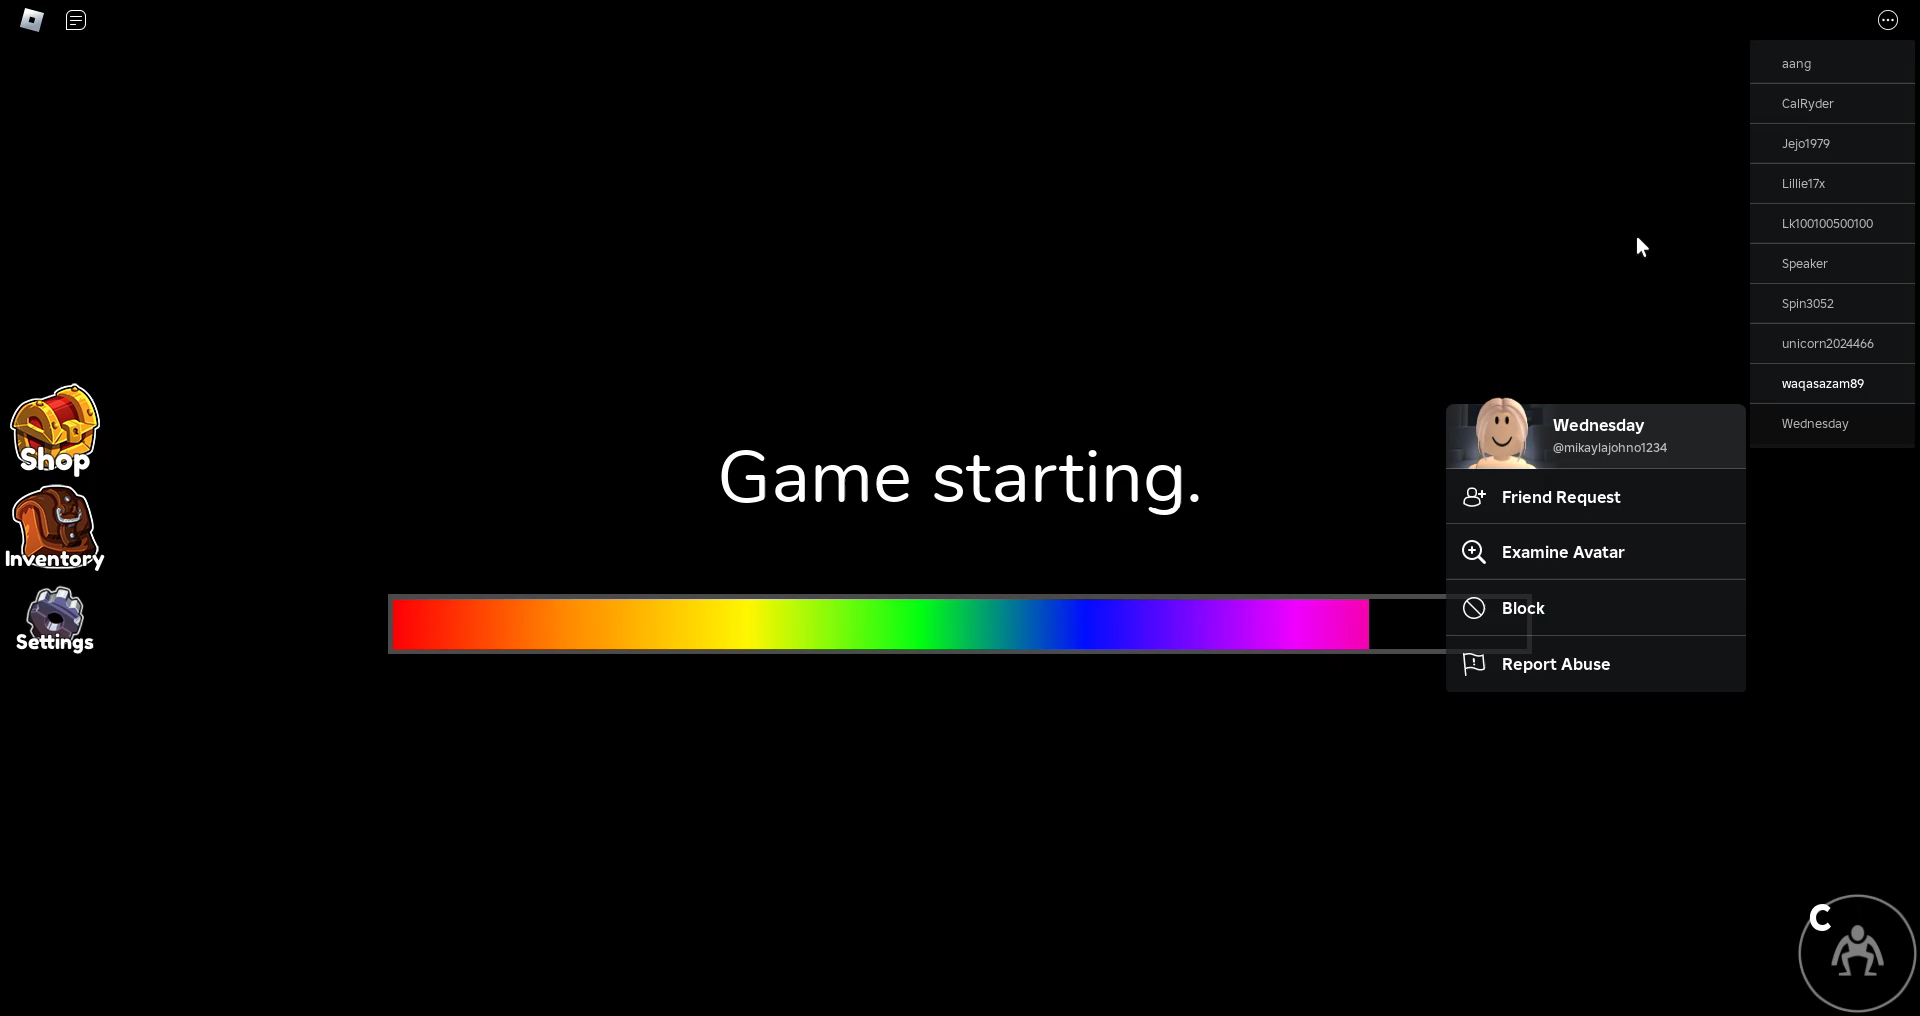 aang
CalRyder
Jejo1979
Lillie17x
Lk100100500100
Speaker
Spin3052
unicorn2024466
waqasazam89
Wednesday
Shop
Inventory
Settings
Game starting.
Wednesday
@mikaylajohno1234
Friend Request
Examine Avatar
Block
Report Abuse
C